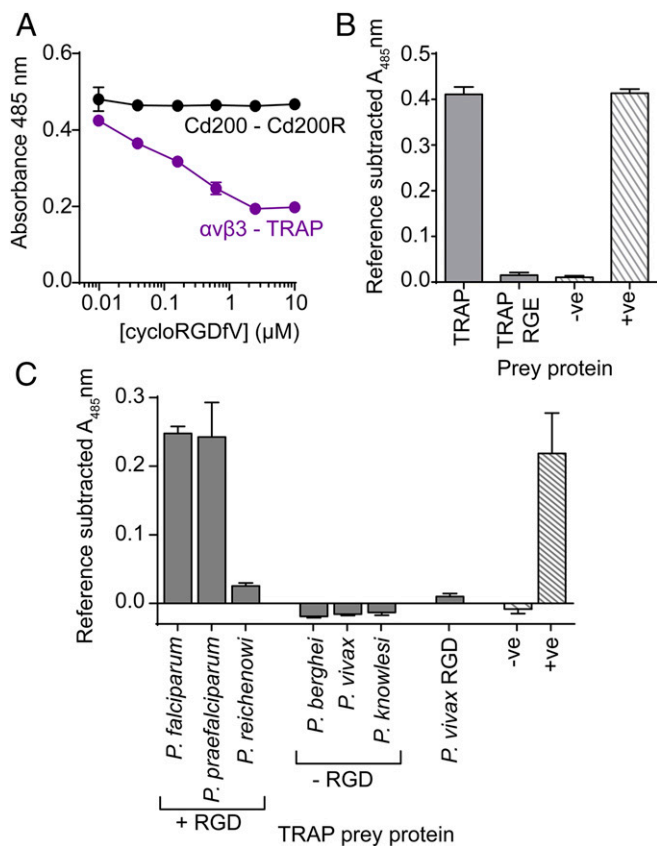 A
Absorbance 485 nm
0.6
0.4
0.2
0.0
Cd200 - Cd200R
αvβ3 - TRAP
0.01 0.1 1 10
[cycloRGDfV] (µM)
B
Reference subtracted A485nm
0.4
0.3
0.2
0.1
0.0
TRAP
TRAP RGE
-ve
+ve
Prey protein
C
Reference subtracted A485nm
0.3
0.2
0.1
0.0
P. falciparum
P. praefalciparum
P. reichenowi
P. berghei
P. vivax
P. knowlesi
P. vivax RGD
-ve
+ve
+ RGD
- RGD
TRAP prey protein